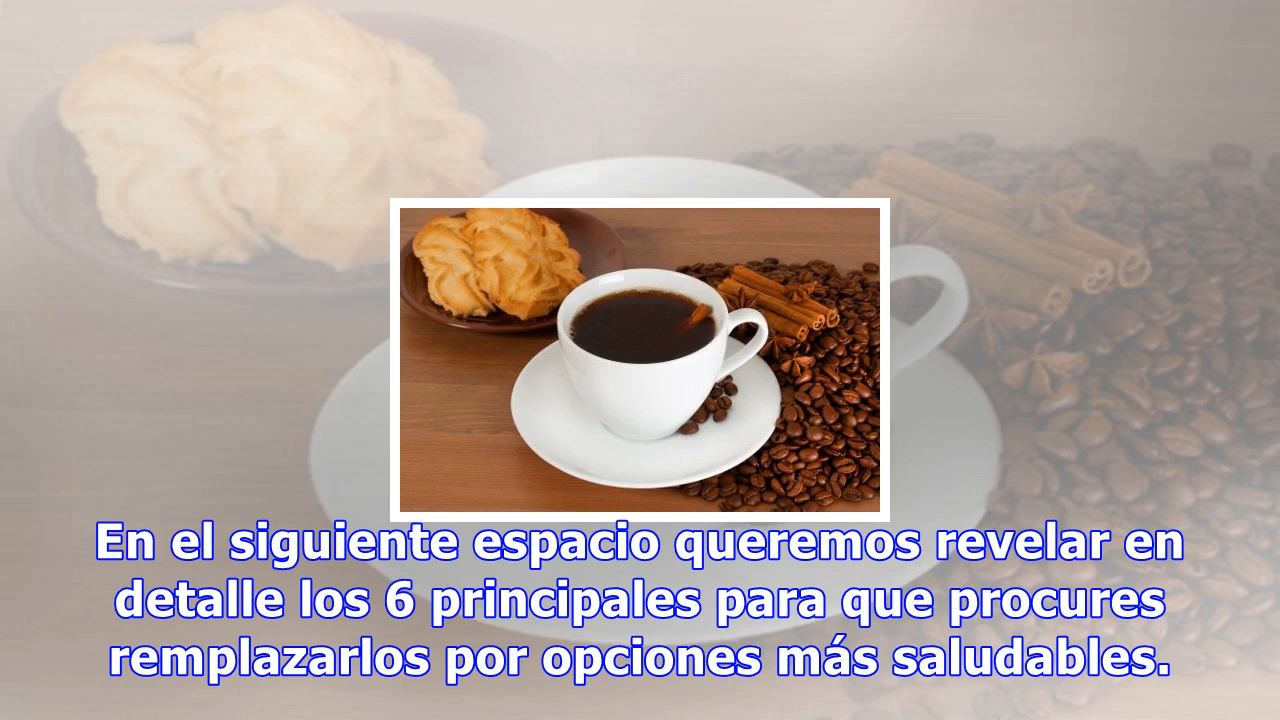 En el siguiente espacio queremos revelar en
detalle los 6 principales para que procures
remplazarlos por opciones más saludables.